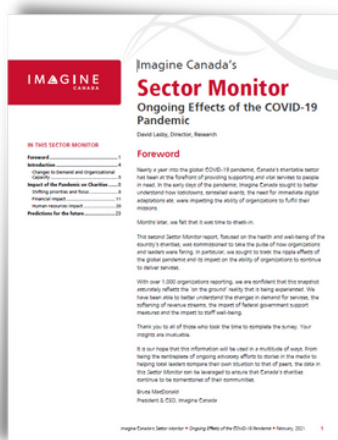 IMAGINE
CANADA
Imagine Canada's
Sector Monitor
Ongoing Effects of the COVID-19
Pandemic
David Lasby, Director, Research
IN THIS SECTOR MONITOR
Foreword 1
Introduction 4
Changes to Demand and Organizational
Capacity 5
Impact of the Pandemic on Charities 8
Shifting priorities and focus 8
Financial impact 11
Human resources impact 20
Predictions for the future 23
Foreword
Nearly a year into the global COVID-19 pandemic, Canada's charitable sector
has been at the forefront of providing supporting and vital services to people
in need. In the early days of the pandemic, Imagine Canada sought to better
understand how lockdowns, cancelled events, the need for immediate digital
adaptations etc. were impacting the ability of organizations to fulfill their
missions.
Months later, we felt that it was time to check-in.
This second Sector Monitor report, focused on the health and well-being of the
country's charities, was commissioned to take the pulse of how organizations
and leaders were faring. In particular, we sought to track the ripple effects of
the global pandemic and its impact on the ability of organizations to continue
to deliver services.
With over 1,000 organizations reporting, we are confident that this snapshot
accurately reflects the 'on the ground' reality that is being experienced. We
have been able to better understand the changes in demand for services, the
softening of revenue streams, the impact of federal government support
measures and the impact to staff well-being.
Thank you to all of those who took the time to complete the survey. Your
insights are invaluable.
It is our hope that this information will be used in a multitude of ways. From
being the centrepiece of ongoing advocacy efforts to stories in the media to
helping local leaders compare their own situation to that of peers, the data in
this Sector Monitor can be leveraged to ensure that Canada's charities
continue to be cornerstones of their communities.
Bruce MacDonald
President & CEO, Imagine Canada
Imagine Canada's Sector Monitor • Ongoing Effects of the COVID-19 Pandemic • February, 2021 1